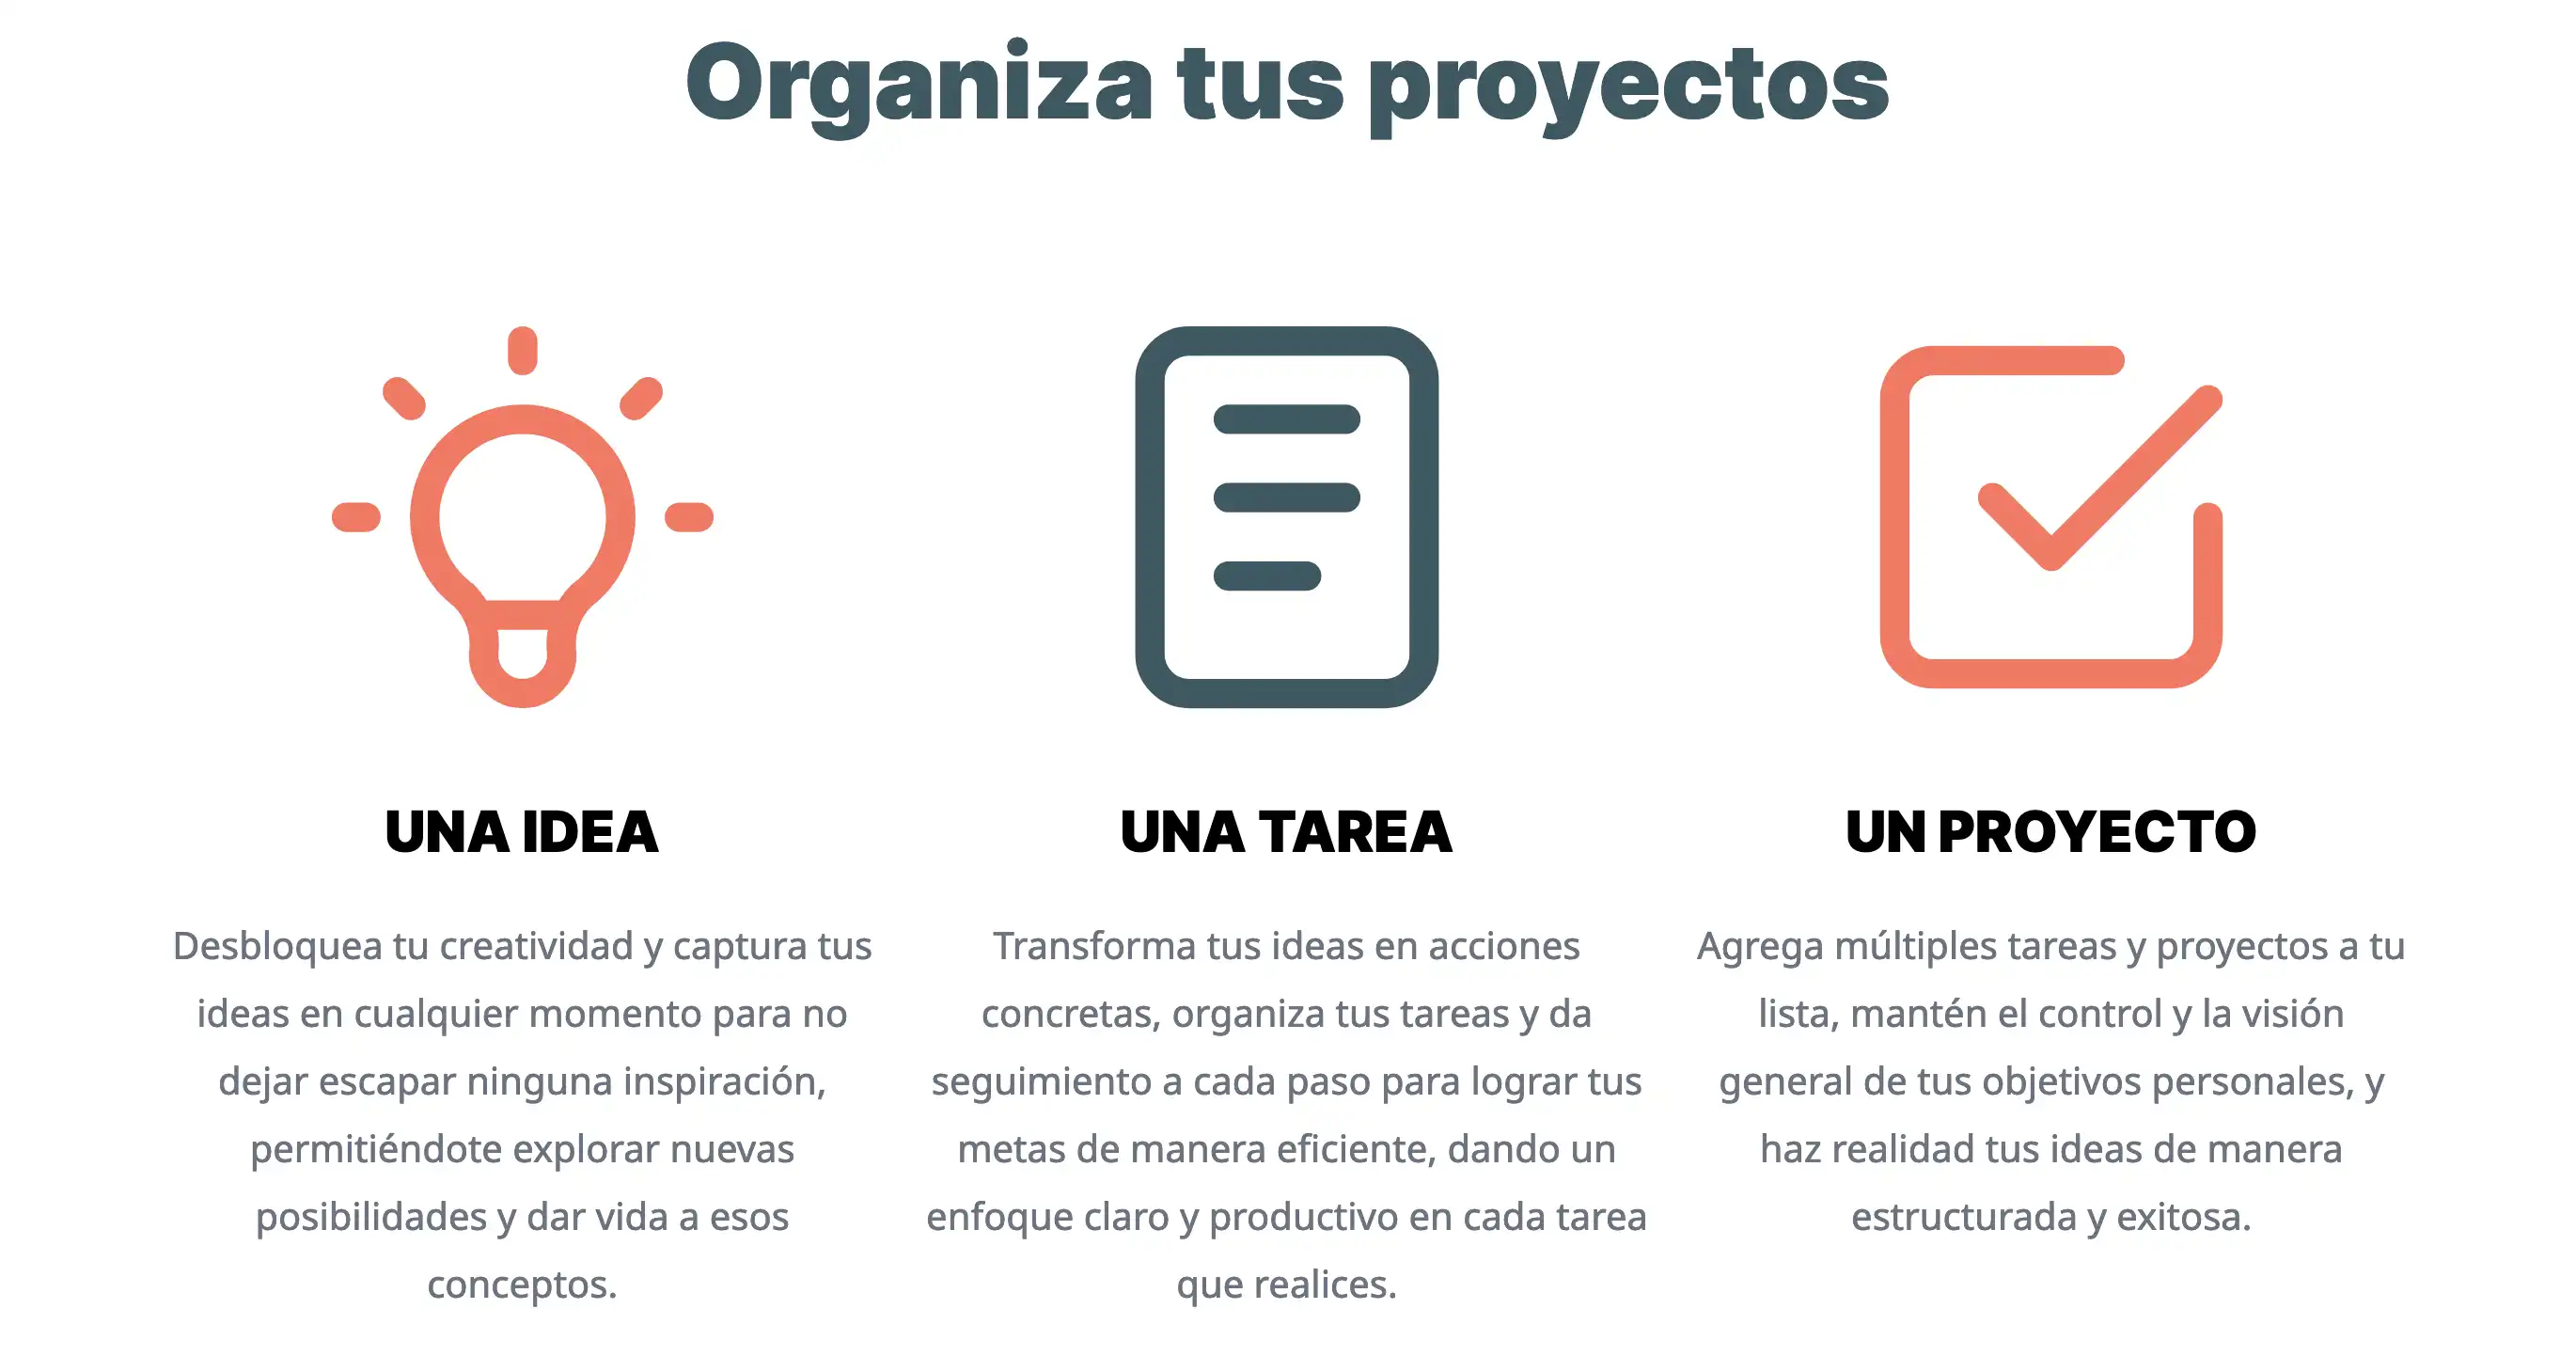 Organiza tus proyectos
UNA IDEA
Desbloquea tu creatividad y captura tus
ideas en cualquier momento para no
dejar escapar ninguna inspiración,
permitiéndote explorar nuevas
posibilidades y dar vida a esos
conceptos.
UNA TAREA
Transforma tus ideas en acciones
concretas, organiza tus tareas y da
seguimiento a cada paso para lograr tus
metas de manera eficiente, dando un
enfoque claro y productivo en cada tarea
que realices.
UN PROYECTO
Agrega múltiples tareas y proyectos a tu
lista, mantén el control y la visión
general de tus objetivos personales, y
haz realidad tus ideas de manera
estructurada y exitosa.